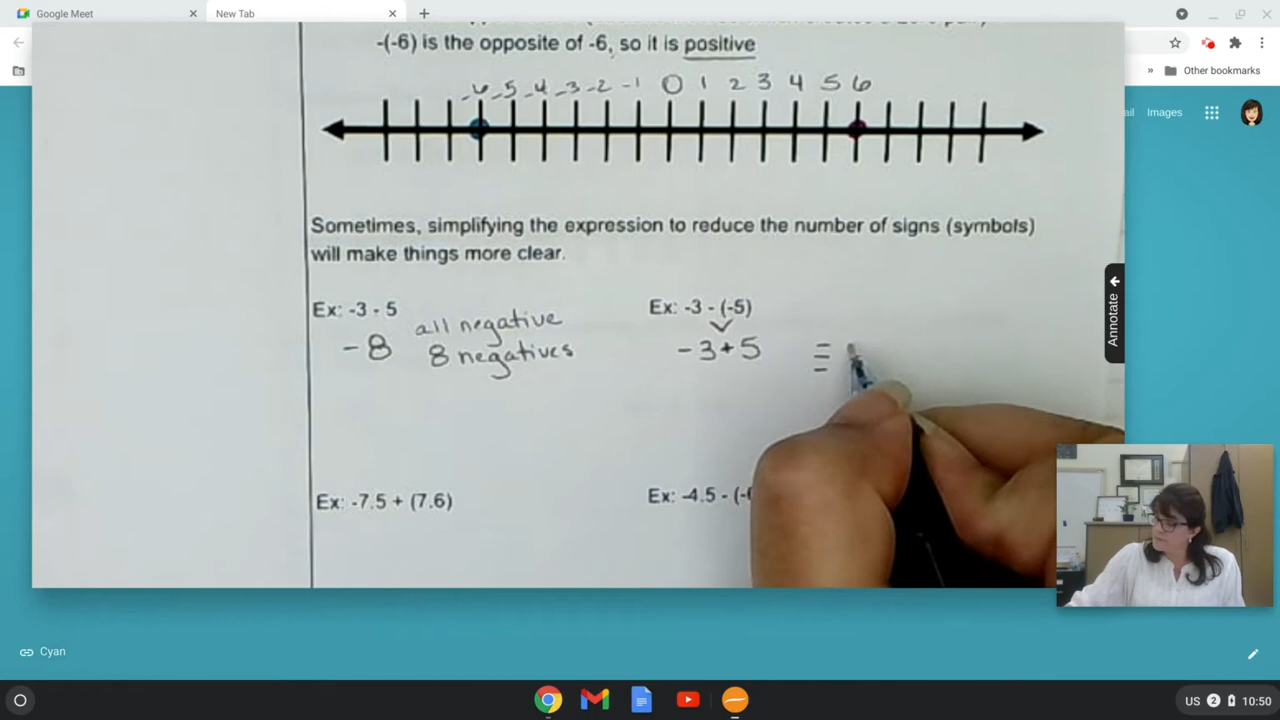 Google Meet
New Tab
Other bookmarks
-(-6) is the opposite of -6, so it is positive
-6 -5 -4 -3 -2 -1 0 1 2 3 4 5 6
Images
Sometimes, simplifying the expression to reduce the number of signs (symbols)
will make things more clear.
Ex: -3 - 5
all negative
-8 8 negatives
Ex: -3 - (-5)
-3+5
Annotate
Ex: -7.5 + (7.6)
Ex: -4.5 - (-
Cyan
US 2 10:50